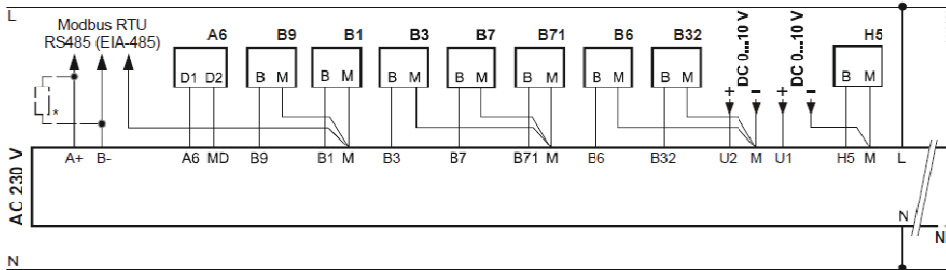 L
Modbus RTU
RS485 (EIA-485)
A6 B9 B1 B3 B7 B71 B6 B32 DC 0...10 V DC 0...10 V H5
D1 D2 B M B M B M B M B M B M B M + - + - B M
*
A+ B- A6 MD B9 B1 M B3 B7 B71 M B6 B32 U2 M U1 H5 M L
AC 230 V
N
N
N